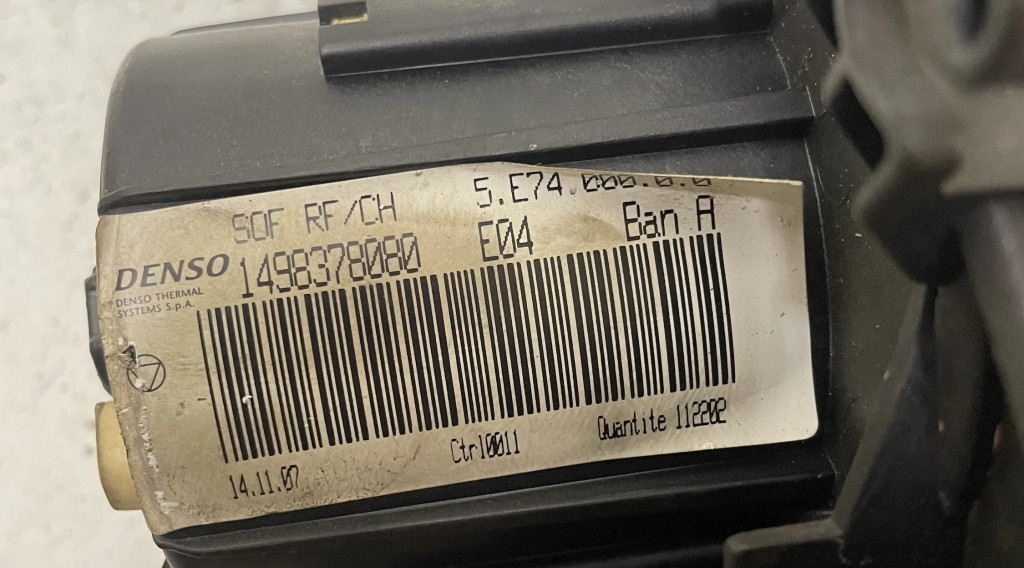 SOF RF/CH 5.E74.000.0.0
1498378080 E04 Ban A
DENSO
DENSO THERMAL
SYSTEMS S.p.A.
14.11.07 Ctrl0011 Quantite 112202